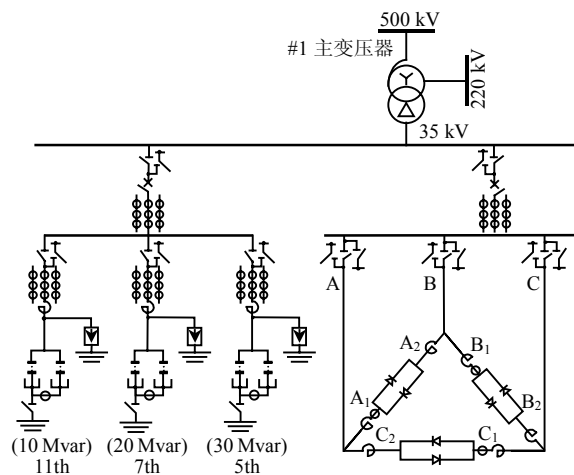 500 kV
#1 主变压器
220 kV
35 kV
A
B
C
A₂
B₁
A₁
B₂
C₂
C₁
(10 Mvar)
11th
(20 Mvar)
7th
(30 Mvar)
5th